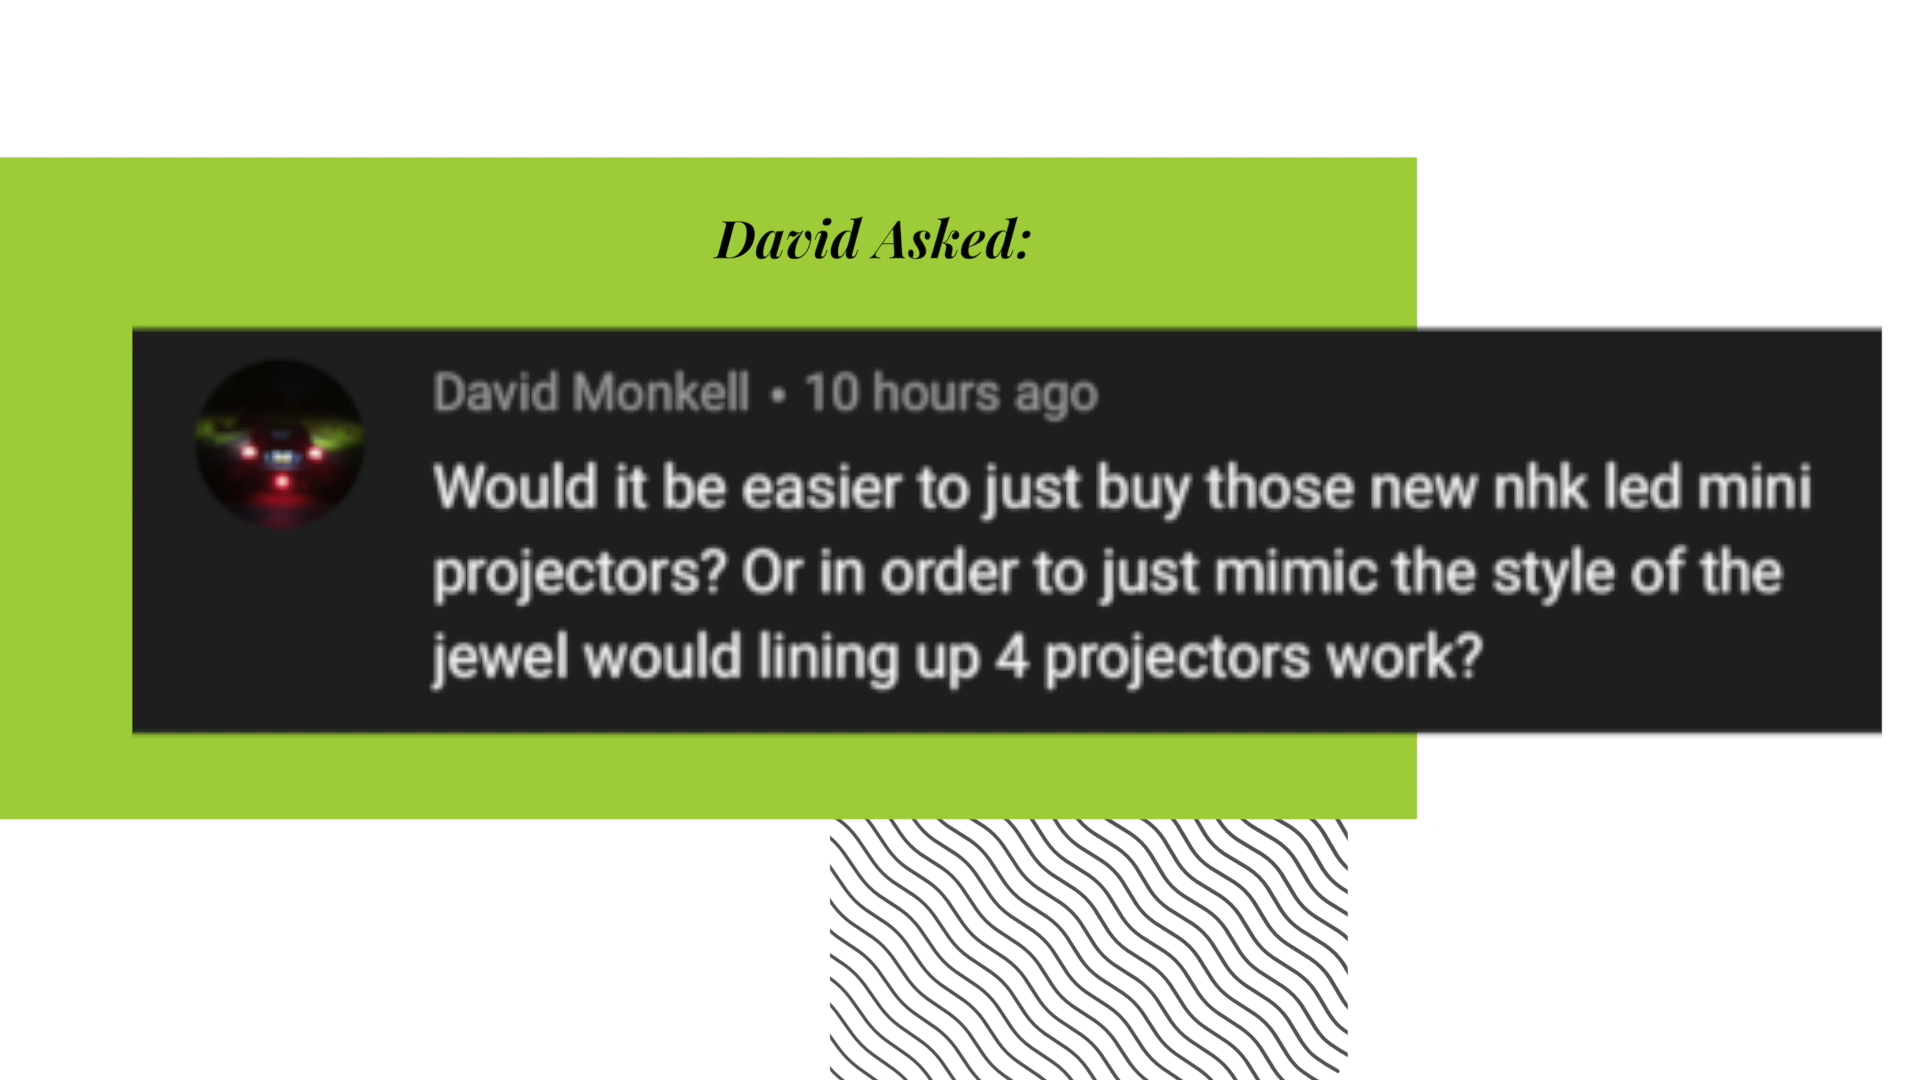 David Asked:
David Monkell • 10 hours ago
Would it be easier to just buy those new nhk led mini
projectors? Or in order to just mimic the style of the
jewel would lining up 4 projectors work?